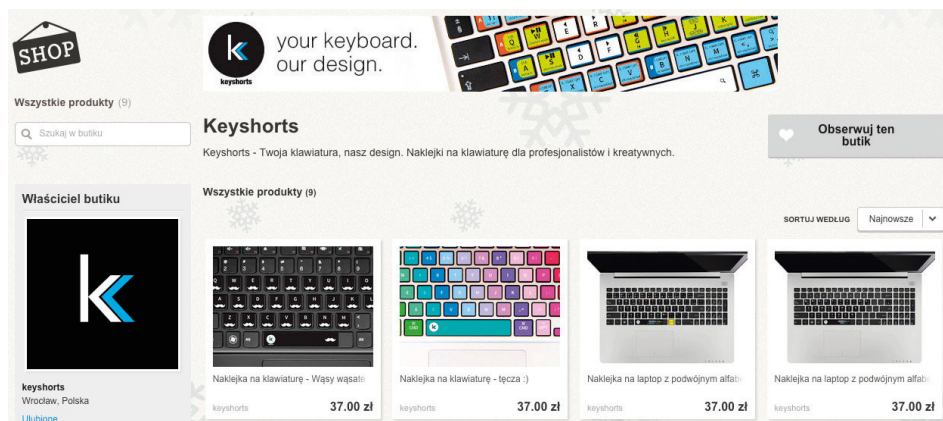 SHOP
keyshorts
your keyboard.
our design.
Wszystkie produkty (9)
Szukaj w butiku
Keyshorts
Keyshorts - Twoja klawiatura, nasz design. Naklejki na klawiaturę dla profesjonalistów i kreatywnych.
Obserwuj ten
butik
Właściciel butiku
Wszystkie produkty (9)
SORTUJ WEDŁUG Najnowsze
Naklejka na klawiaturę - Wąsy wąsate
keyshorts 37.00 zł
Naklejka na klawiaturę - tęcza :)
keyshorts 37.00 zł
Naklejka na laptop z podwójnym alfab
keyshorts 37.00 zł
Naklejka na laptop z podwójnym alfab
keyshorts 37.00 zł
keyshorts
Wrocław, Polska
Ulubione